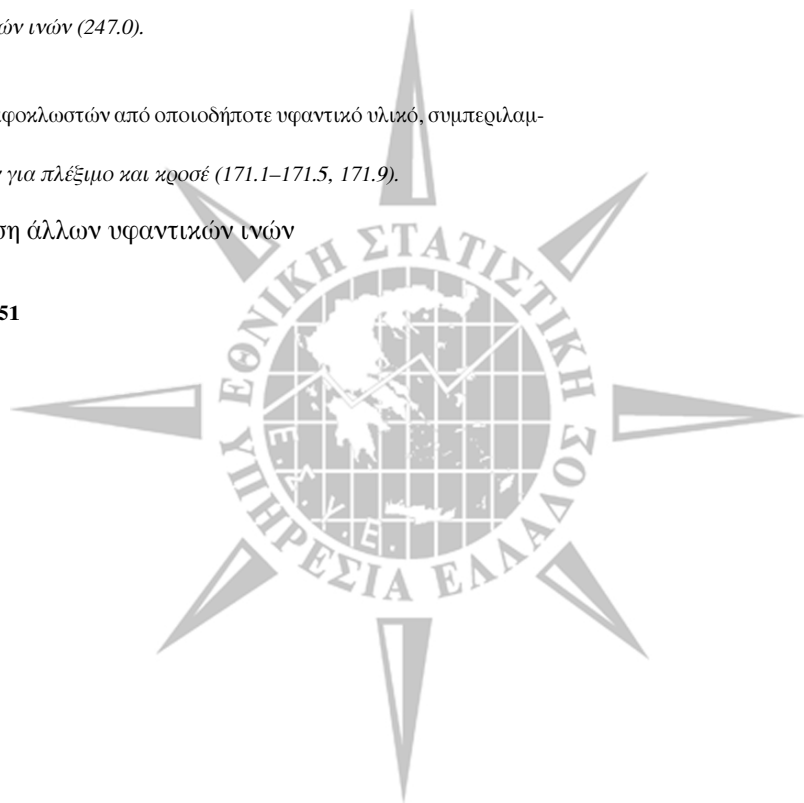 ών ινών (247.0).
φοκλωστών από οποιοδήποτε υφαντικό υλικό, συμπεριλαμ-
για πλέξιμο και κροσέ (171.1–171.5, 171.9).
ση άλλων υφαντικών ινών
51
ΕΘΝΙΚΗ ΣΤΑΤΙΣΤΙΚΗ
ΥΠΗΡΕΣΙΑ ΕΛΛΑΔΟΣ
Ε.Σ.Υ.Ε.